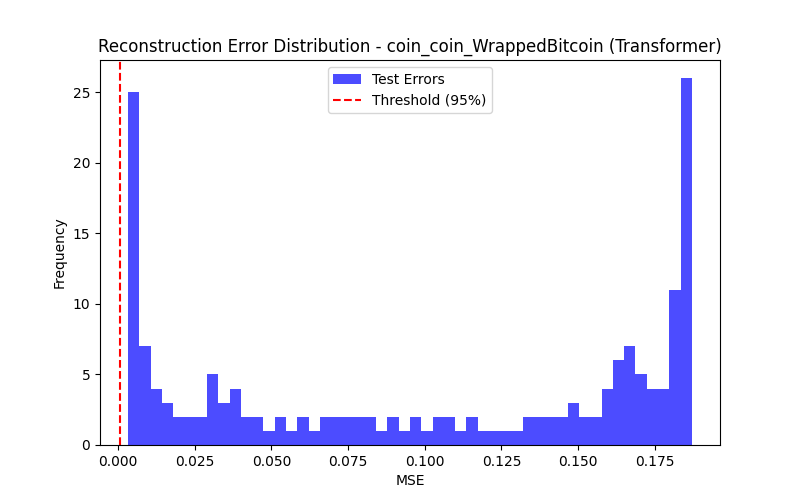 Reconstruction Error Distribution - coin_coin_WrappedBitcoin (Transformer)
Test Errors
Threshold (95%)
Frequency
25
20
15
10
5
0
0.000 0.025 0.050 0.075 0.100 0.125 0.150 0.175
MSE